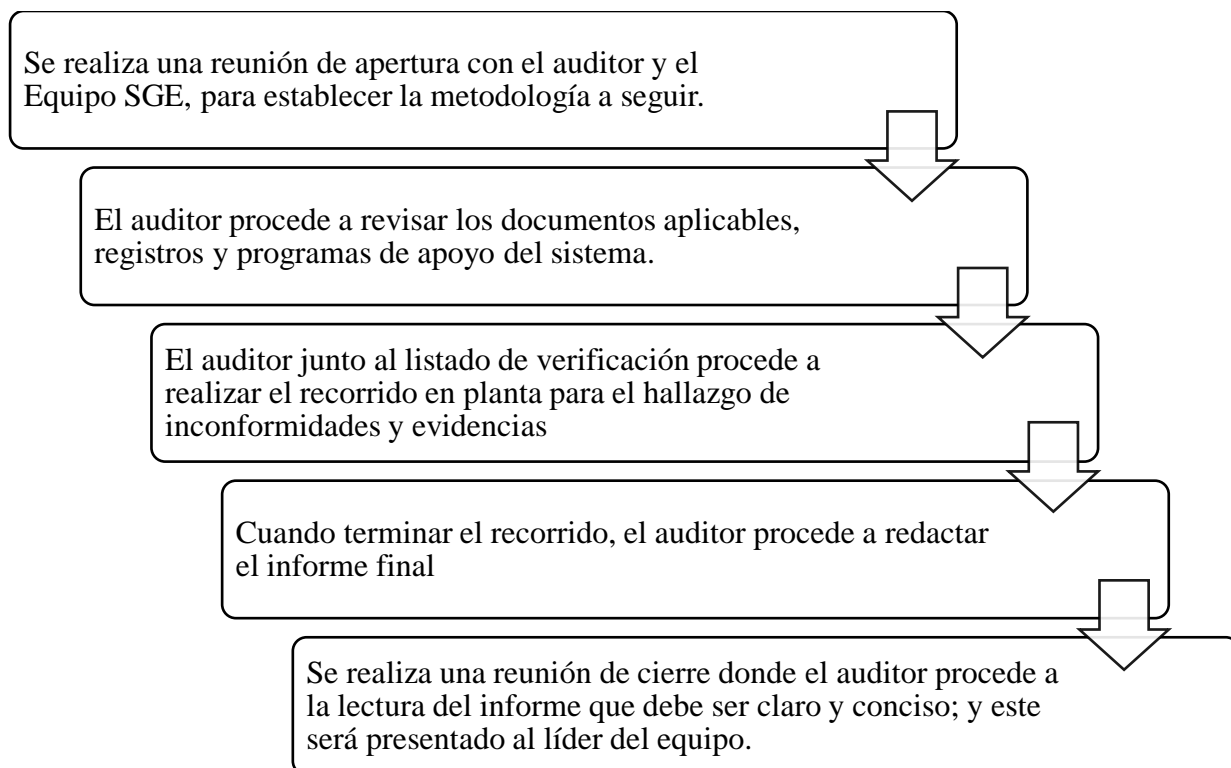 Se realiza una reunión de apertura con el auditor y el
Equipo SGE, para establecer la metodología a seguir.
El auditor procede a revisar los documentos aplicables,
registros y programas de apoyo del sistema.
El auditor junto al listado de verificación procede a
realizar el recorrido en planta para el hallazgo de
inconformidades y evidencias
Cuando terminar el recorrido, el auditor procede a redactar
el informe final
Se realiza una reunión de cierre donde el auditor procede a
la lectura del informe que debe ser claro y conciso; y este
será presentado al líder del equipo.